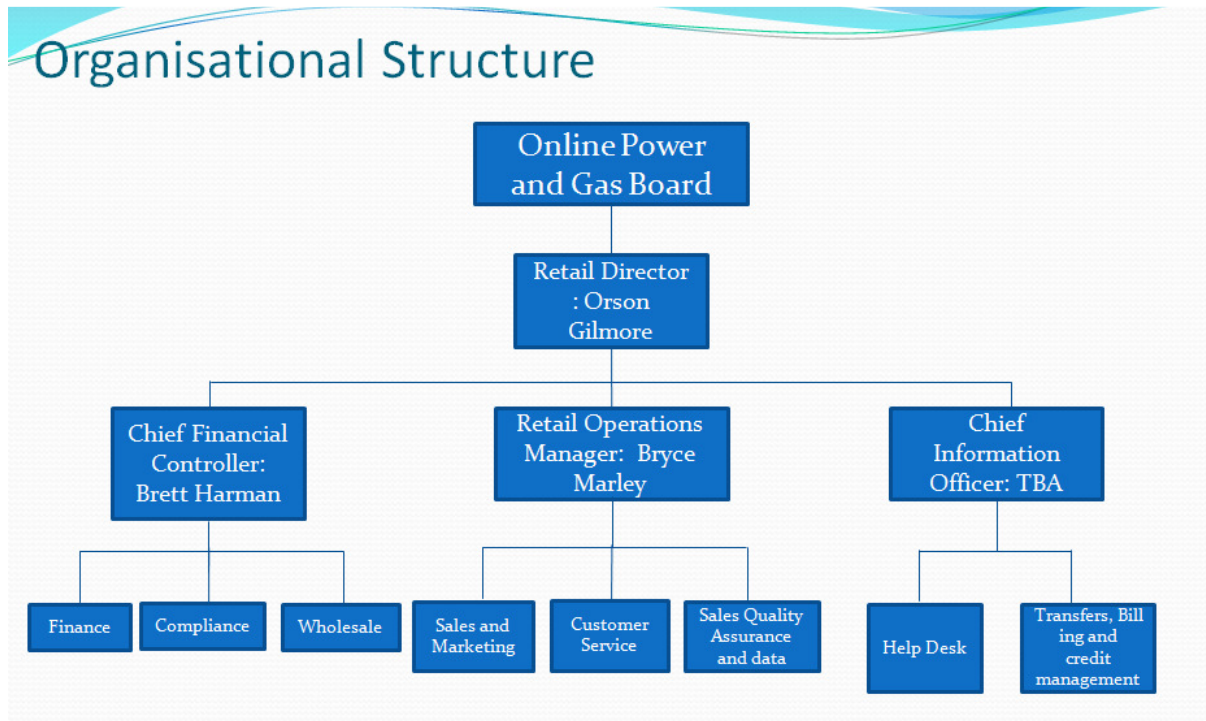 Organisational Structure
Online Power
and Gas Board
Retail Director
: Orson
Gilmore
Chief Financial
Controller:
Brett Harman
Retail Operations
Manager:  Bryce
Marley
Chief
Information
Officer: TBA
Finance
Compliance
Wholesale
Sales and
Marketing
Customer
Service
Sales Quality
Assurance
and data
Help Desk
Transfers, Bill
ing and
credit
management